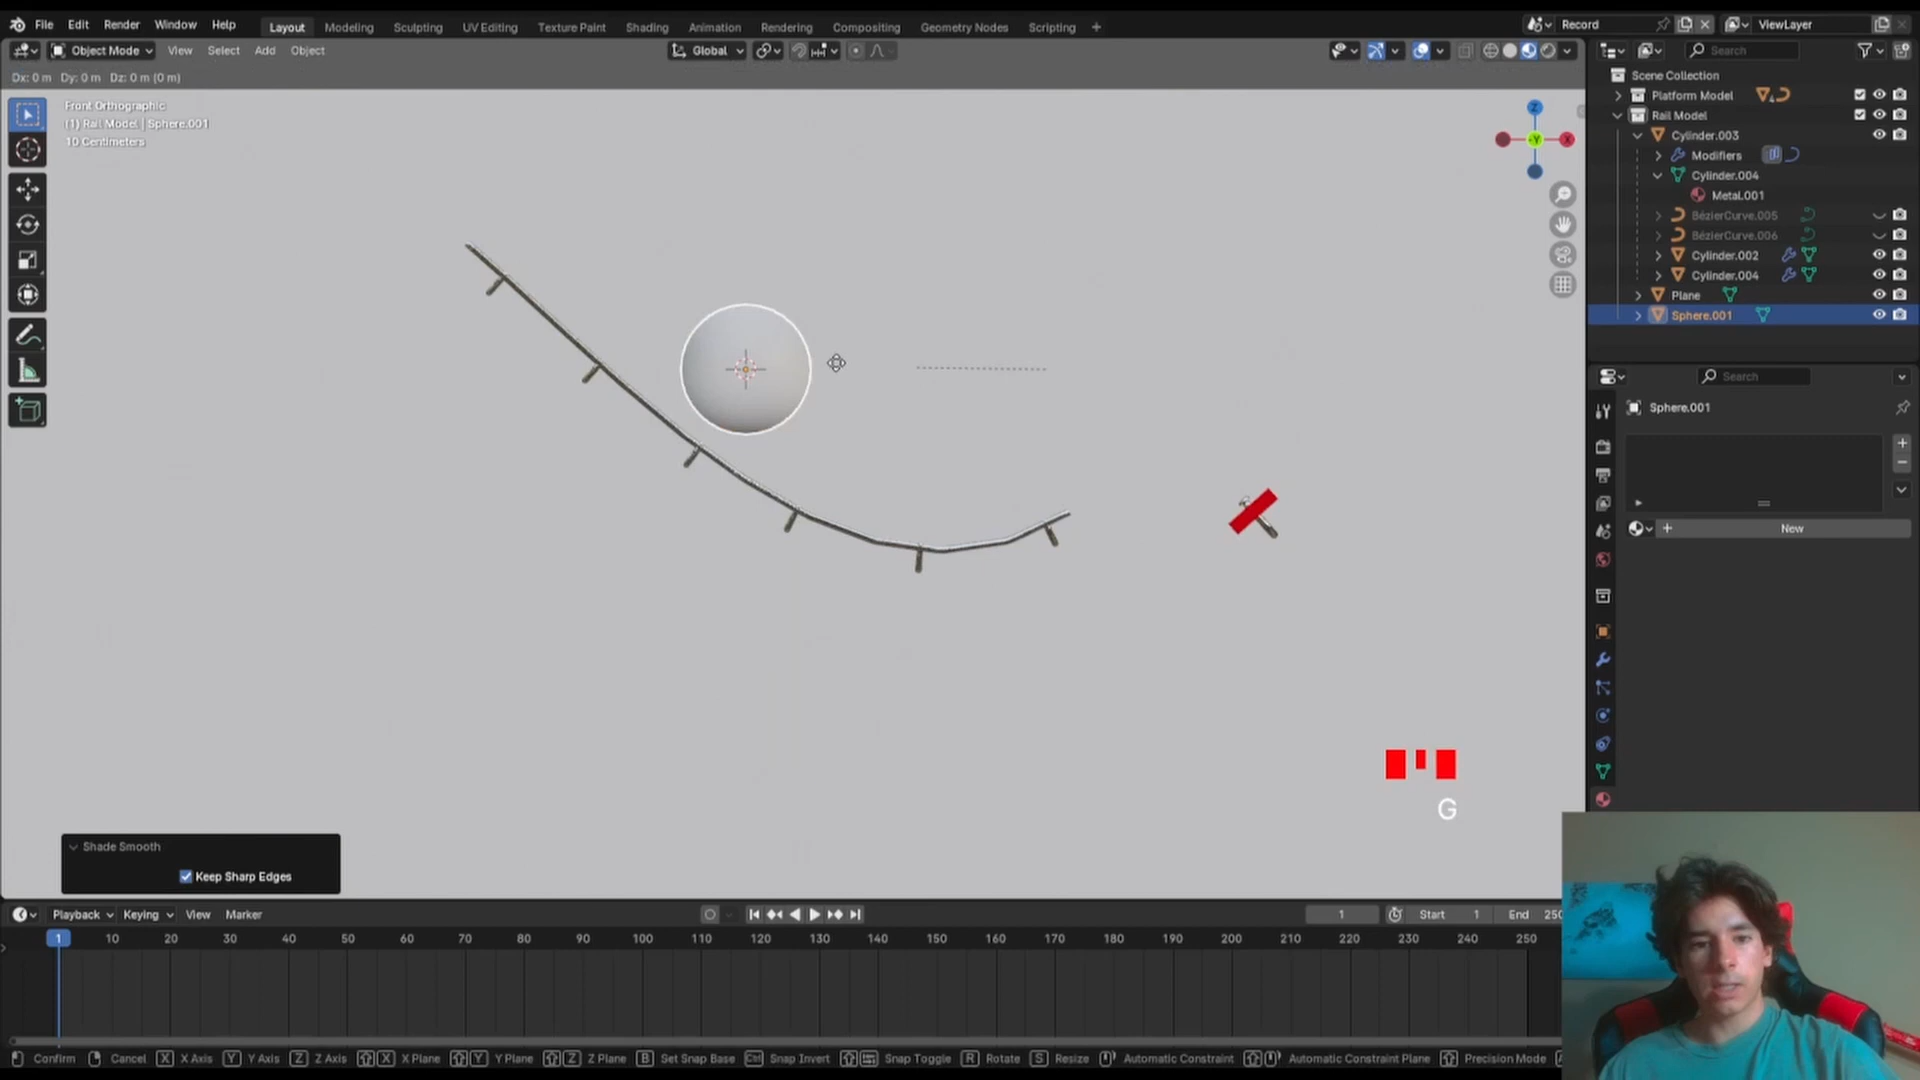 File Edit Render Window Help Layout Modeling Sculpting UV Editing Texture Paint Shading Animation Rendering Compositing Geometry Nodes Scripting + Record ViewLayer
Object Mode View Select Add Object Global Search
Dx: 0 m Dy: 0 m Dz: 0 m (0 m)
Front Orthographic
(1) Rail Model | Sphere.001
10 Centimeters
Z
-Y
X
Scene Collection
Platform Model
Rail Model
Cylinder.003
Modifiers
Cylinder.004
Metal.001
BézierCurve.005
BézierCurve.006
Cylinder.002
Cylinder.004
Plane
Sphere.001
Search
Sphere.001
New
G
Shade Smooth
Keep Sharp Edges
Playback Keying View Marker 1 Start 1 End 250
1 10 20 30 40 50 60 70 80 90 100 110 120 130 140 150 160 170 180 190 200 210 220 230 240 250
Confirm Cancel X X Axis Y Y Axis Z Z Axis X X Plane Y Y Plane Z Z Plane B Set Snap Base Ctrl Snap Invert Snap Toggle R Rotate S Resize Automatic Constraint Automatic Constraint Plane Precision Mode